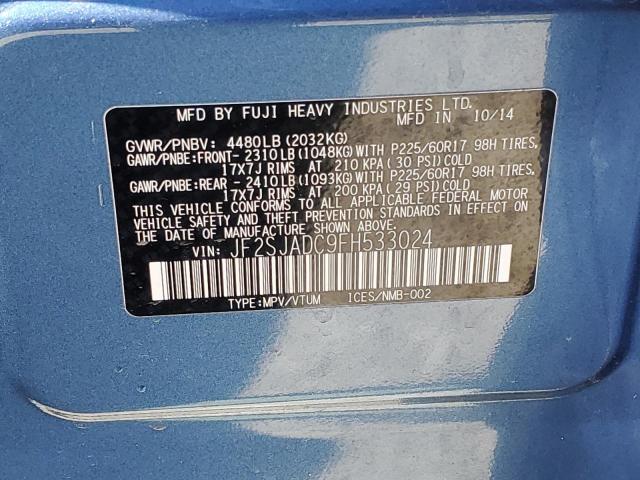 MFD BY FUJI HEAVY INDUSTRIES LTD.
MFD IN 10/14
GVWR/PNBV: 4480LB (2032KG)
GAWR/PNBE: FRONT- 2310LB (1048KG) WITH P225/60R17 98H TIRES,
17X7J RIMS AT 210 KPA (30 PSI) COLD
GAWR/PNBE: REAR - 2410LB (1093KG) WITH P225/60R17 98H TIRES,
17X7J RIMS AT 200 KPA (29 PSI) COLD
THIS VEHICLE CONFORMS TO ALL APPLICABLE FEDERAL MOTOR
VEHICLE SAFETY AND THEFT PREVENTION STANDARDS IN EFFECT
ON THE DATE OF MANUFACTURE SHOWN ABOVE.
VIN: JF2SJADC9FH533024
TYPE:MPV/VTUM ICES/NMB-002